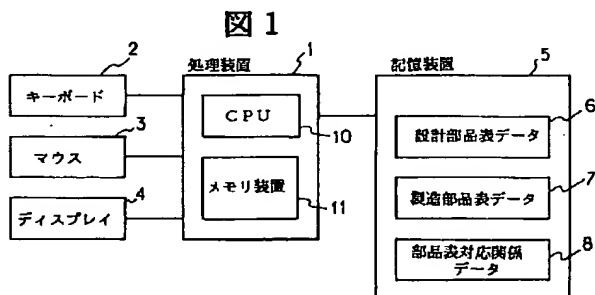 図1
2
キーボード
3
マウス
4
ディスプレイ
処理装置
1
CPU
10
メモリ装置
11
記憶装置
5
設計部品表データ
6
製造部品表データ
7
部品表対応関係
データ
8